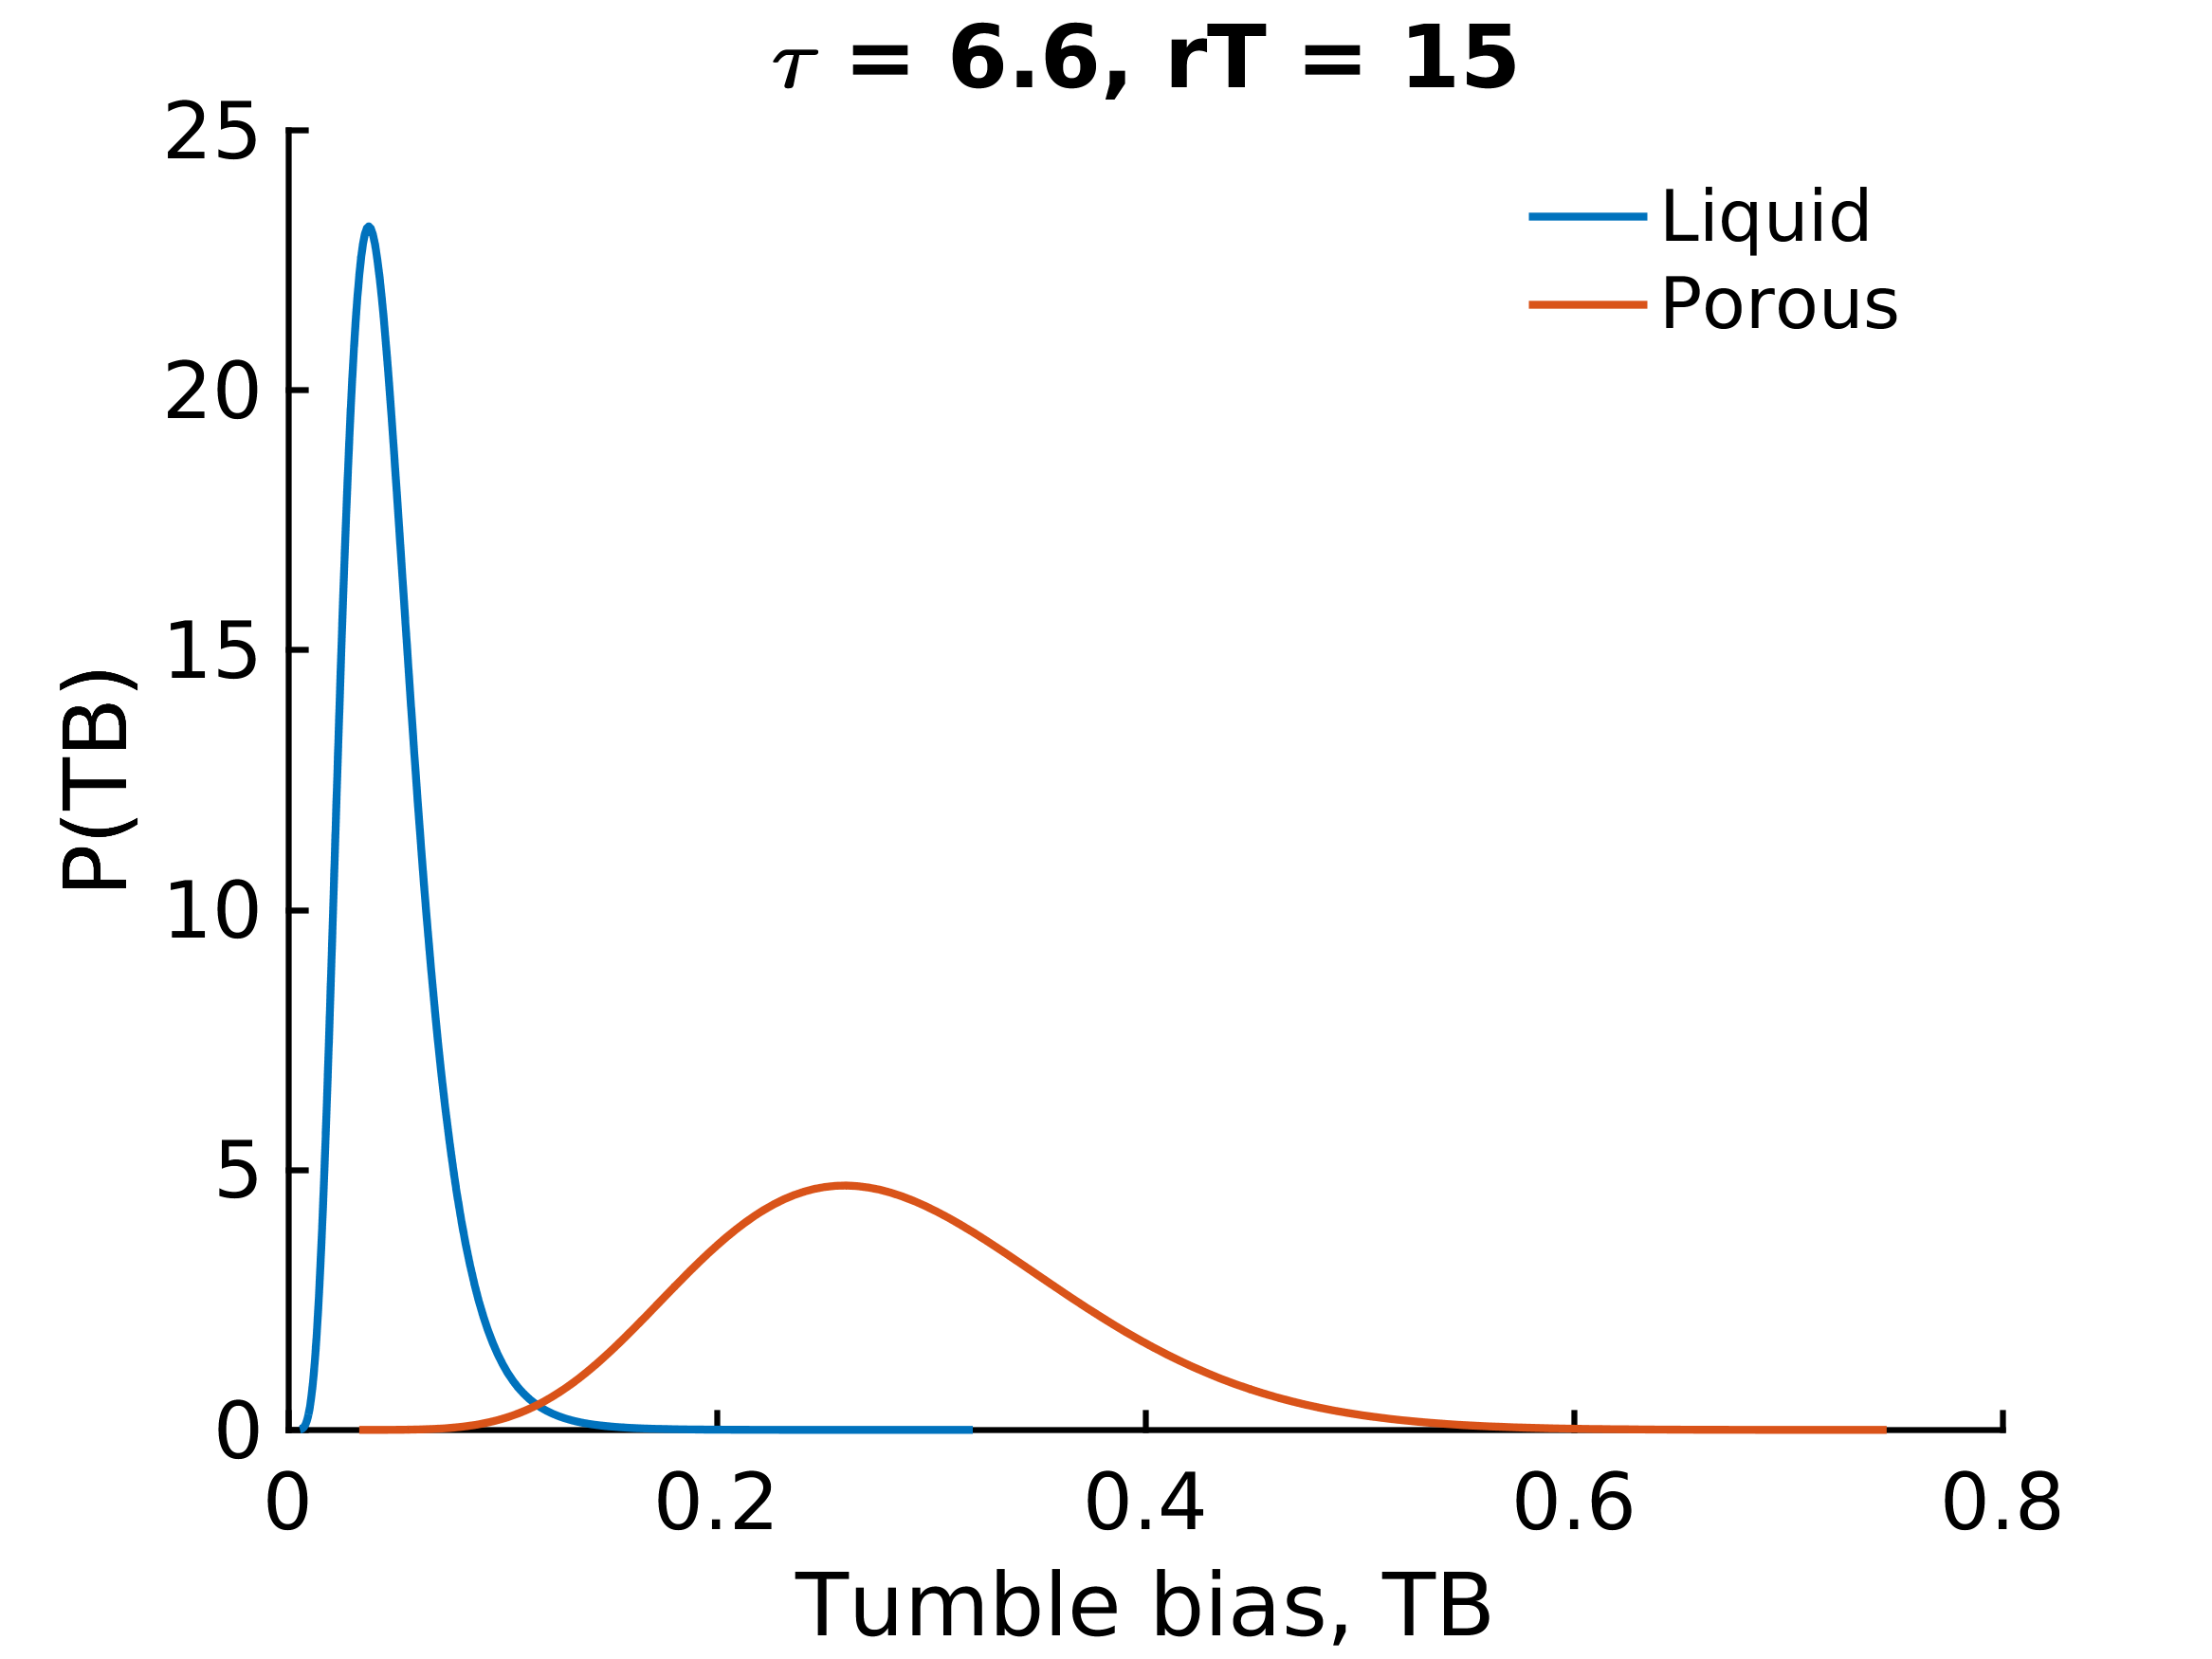 τ = 6.6, rT = 15
25
20
15
10
5
0
P(TB)
Liquid
Porous
0 0.2 0.4 0.6 0.8
Tumble bias, TB